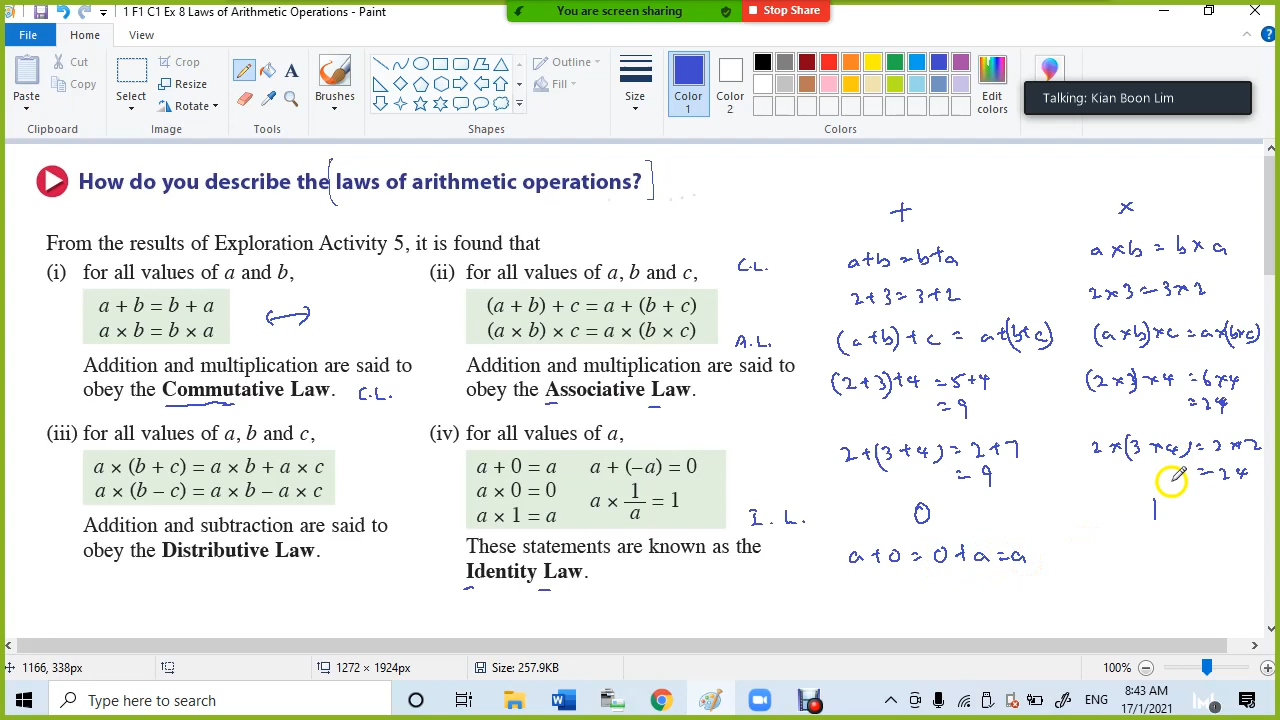 1 F1 C1 Ex 8 Laws of Arithmetic Operations - Paint
You are screen sharing
Stop Share
File Home View
Paste
Cut
Copy
Clipboard
Select
Crop
Resize
Rotate
Image
A
Tools
Brushes
Outline
Fill
Shapes
Size
Color 1
Color 2
Edit colors
Colors
Talking: Kian Boon Lim
How do you describe the laws of arithmetic operations?
From the results of Exploration Activity 5, it is found that
(i) for all values of a and b,
a + b = b + a
a × b = b × a
Addition and multiplication are said to
obey the Commutative Law. C.L.
(ii) for all values of a, b and c,
(a + b) + c = a + (b + c)
(a × b) × c = a × (b × c)
Addition and multiplication are said to
obey the Associative Law.
(iii) for all values of a, b and c,
a × (b + c) = a × b + a × c
a × (b − c) = a × b − a × c
Addition and subtraction are said to
obey the Distributive Law.
(iv) for all values of a,
a + 0 = a a + (−a) = 0
a × 0 = 0 a × 1/a = 1
a × 1 = a
These statements are known as the
Identity Law.
+ ×
C.L. a+b=b+a a×b=b×a
2+3=3+2 2×3=3×2
A.L. (a+b)+c = a+(b+c) (a×b)×c=a×(b×c)
(2+3)+4 =5+4 (2×3)×4 =6×4
=9 =24
2+(3+4)=2+7 2×(3×4)=2×2
=9 =24
I.L. 0 1
a+0=0+a=a
1166, 338px
1272 × 1924px
Size: 257.9KB
100%
Type here to search
ENG
8:43 AM
17/1/2021